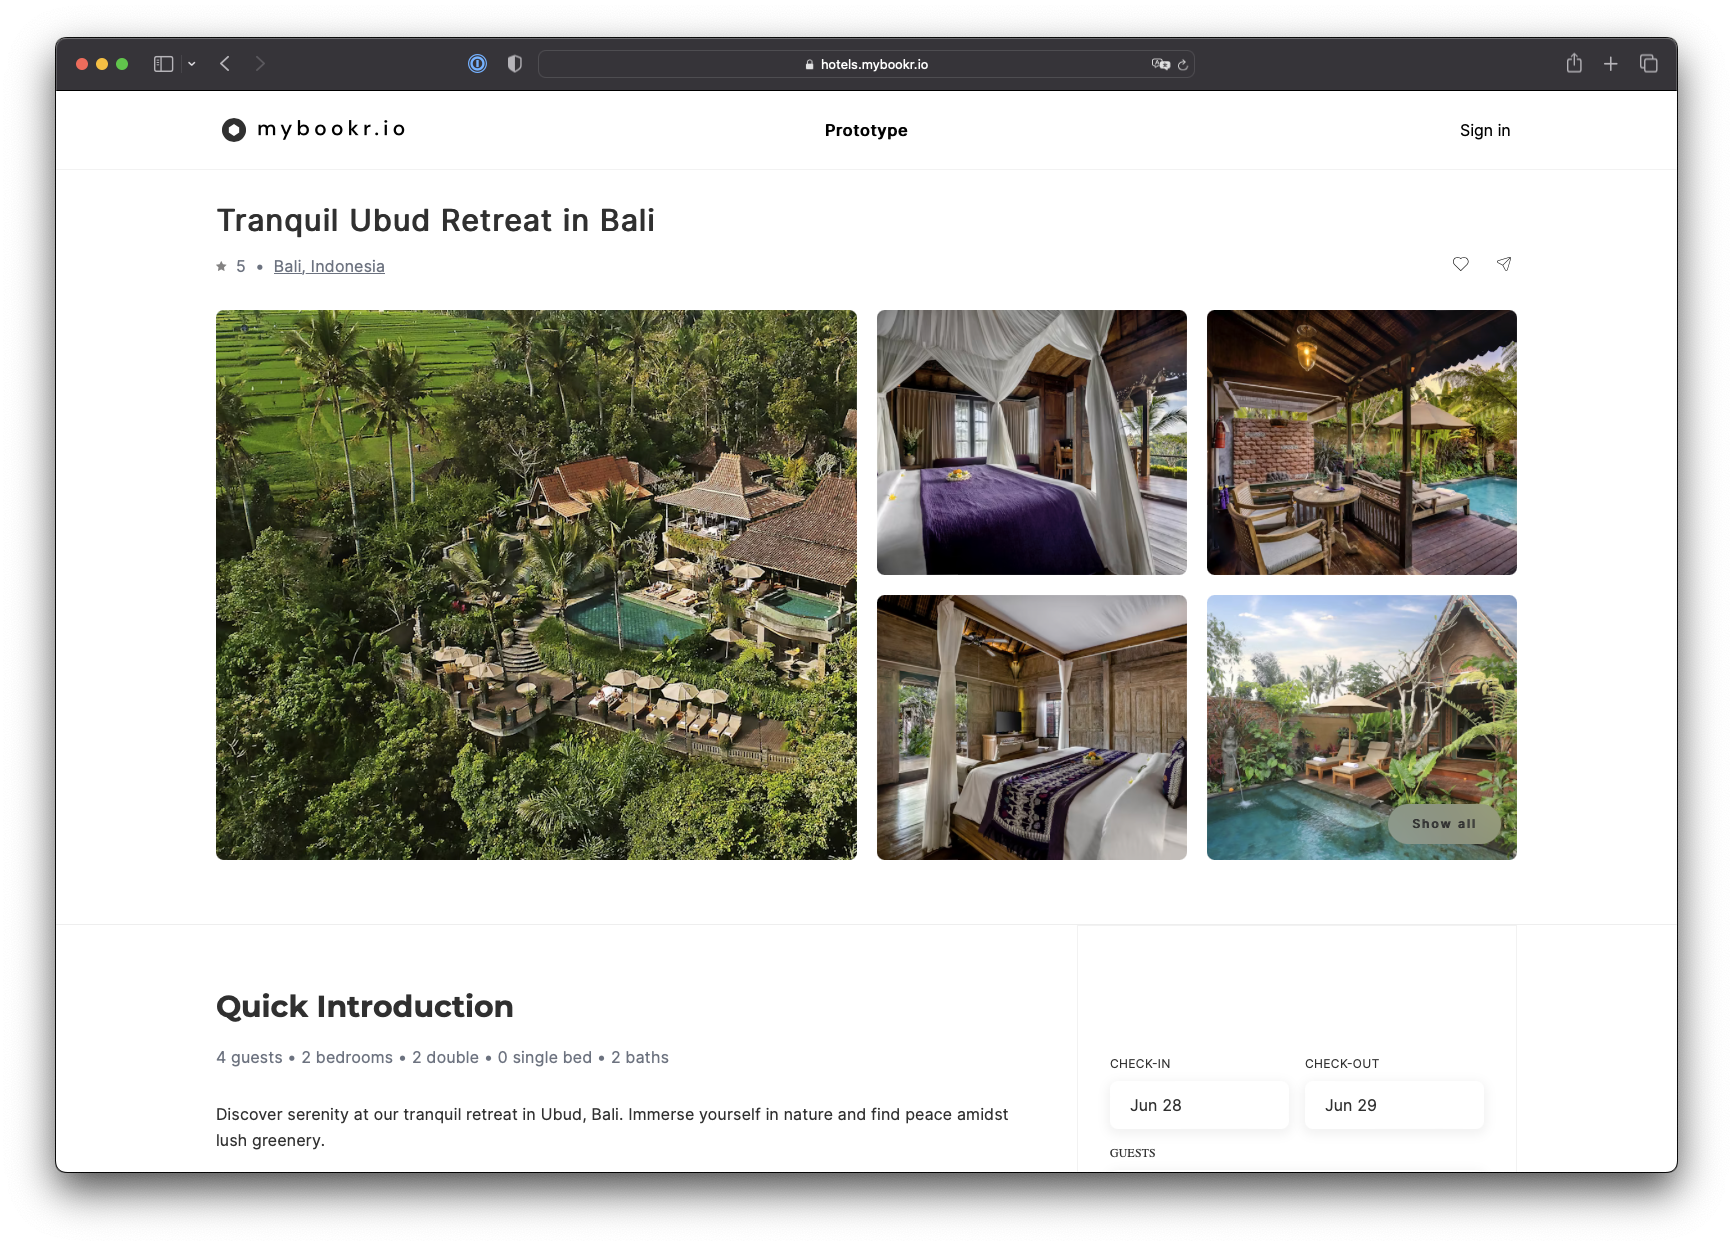 hotels.mybookr.io
mybookr.io
Prototype
Sign in
Tranquil Ubud Retreat in Bali
5 • Bali, Indonesia
Show all
Quick Introduction
4 guests • 2 bedrooms • 2 double • 0 single bed • 2 baths
Discover serenity at our tranquil retreat in Ubud, Bali. Immerse yourself in nature and find peace amidst
lush greenery.
CHECK-IN
Jun 28
CHECK-OUT
Jun 29
GUESTS